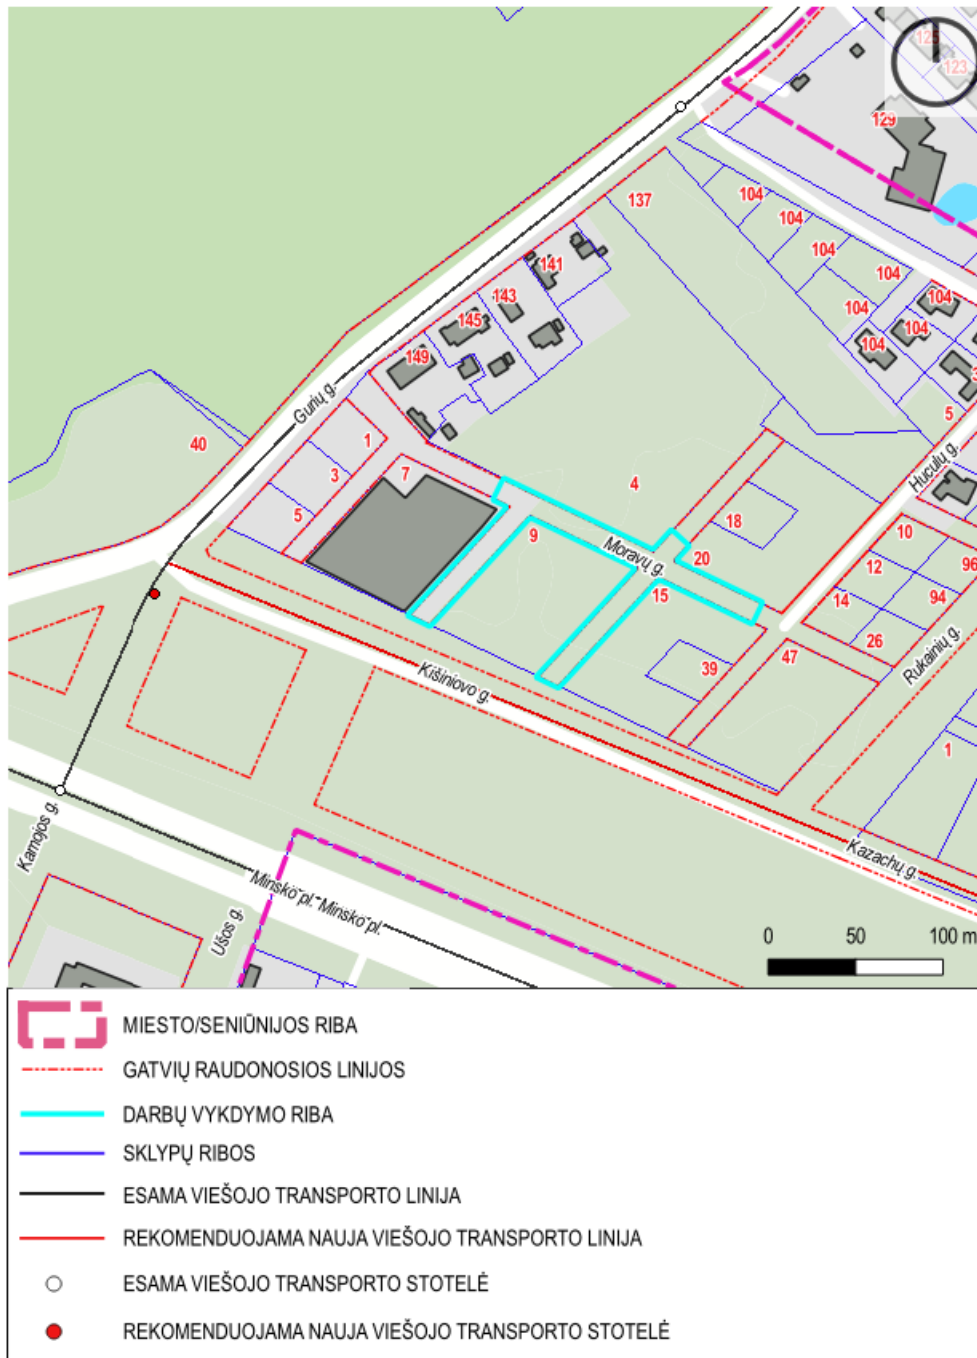 125
123
129
137
104
104
104
104
104
104
104
104
141
143
145
149
3
5
Gurių g.
40
1
3
5
7
4
Huculų g.
18
10
9
Moravų g.
20
12
96
15
14
94
26
Rukainių g.
39
47
Kišiniovo g.
1
Kamojos g.
Kazachų g.
Minsko pl.
Minsko pl.
Ušos g.
0 50 100 m
MIESTO/SENIŪNIJOS RIBA
GATVIŲ RAUDONOSIOS LINIJOS
DARBŲ VYKDYMO RIBA
SKLYPŲ RIBOS
ESAMA VIEŠOJO TRANSPORTO LINIJA
REKOMENDUOJAMA NAUJA VIEŠOJO TRANSPORTO LINIJA
ESAMA VIEŠOJO TRANSPORTO STOTELĖ
REKOMENDUOJAMA NAUJA VIEŠOJO TRANSPORTO STOTELĖ